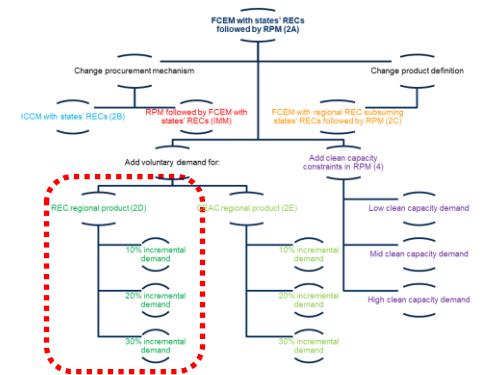 FCEM with states' RECs
followed by RPM (2A)
Change procurement mechanism
Change product definition
ICCM with states' RECs (2B)
RPM followed by FCEM with
states' RECs (IMM)
FCEM with regional REC subsuming
states' RECs followed by RPM (2C)
Add voluntary demand for:
Add clean capacity
constraints in RPM (4)
REC regional product (2D)
CEAC regional product (2E)
Low clean capacity demand
10% incremental
demand
10% incremental
demand
Mid clean capacity demand
20% incremental
demand
20% incremental
demand
High clean capacity demand
30% incremental
demand
30% incremental
demand